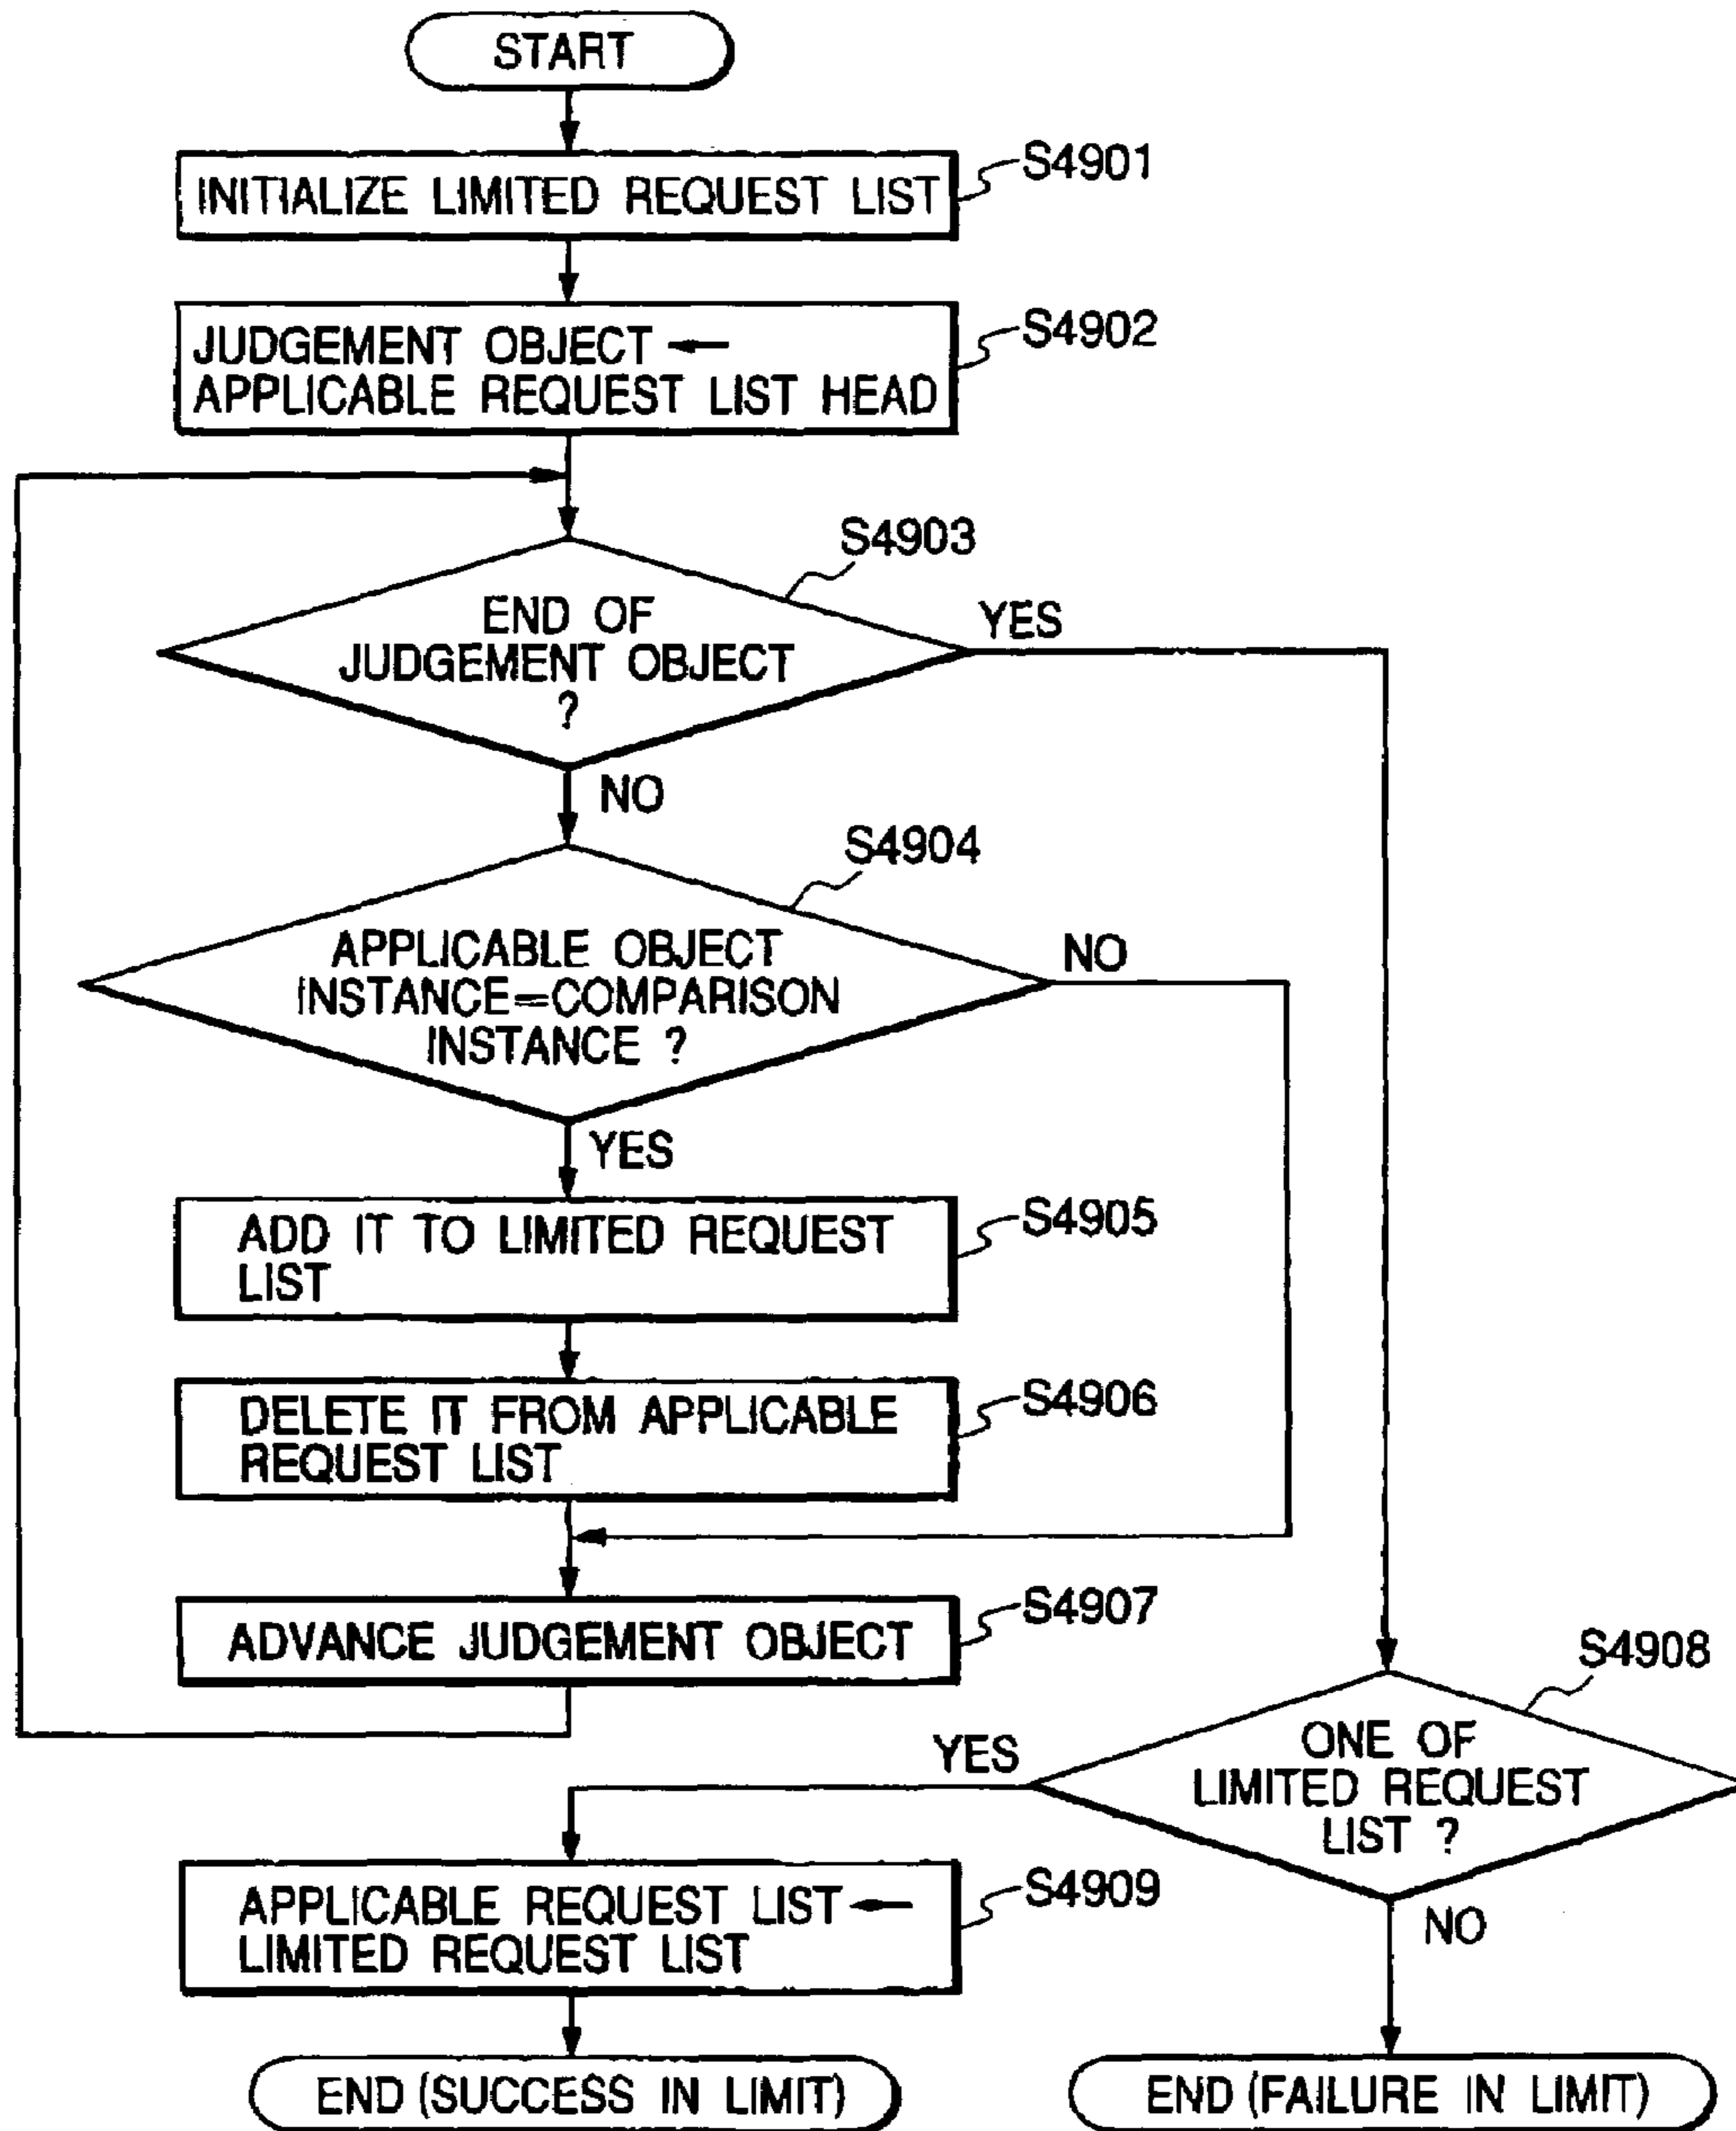 START
INITIALIZE LIMITED REQUEST LIST
S4901
JUDGEMENT OBJECT ←
APPLICABLE REQUEST LIST HEAD
S4902
S4903
END OF
JUDGEMENT OBJECT
?
YES
NO
S4904
APPLICABLE OBJECT
INSTANCE=COMPARISON
INSTANCE ?
NO
YES
ADD IT TO LIMITED REQUEST
LIST
S4905
DELETE IT FROM APPLICABLE
REQUEST LIST
S4906
ADVANCE JUDGEMENT OBJECT
S4907
S4908
ONE OF
LIMITED REQUEST
LIST ?
YES
NO
APPLICABLE REQUEST LIST ←
LIMITED REQUEST LIST
S4909
END (SUCCESS IN LIMIT)
END (FAILURE IN LIMIT)